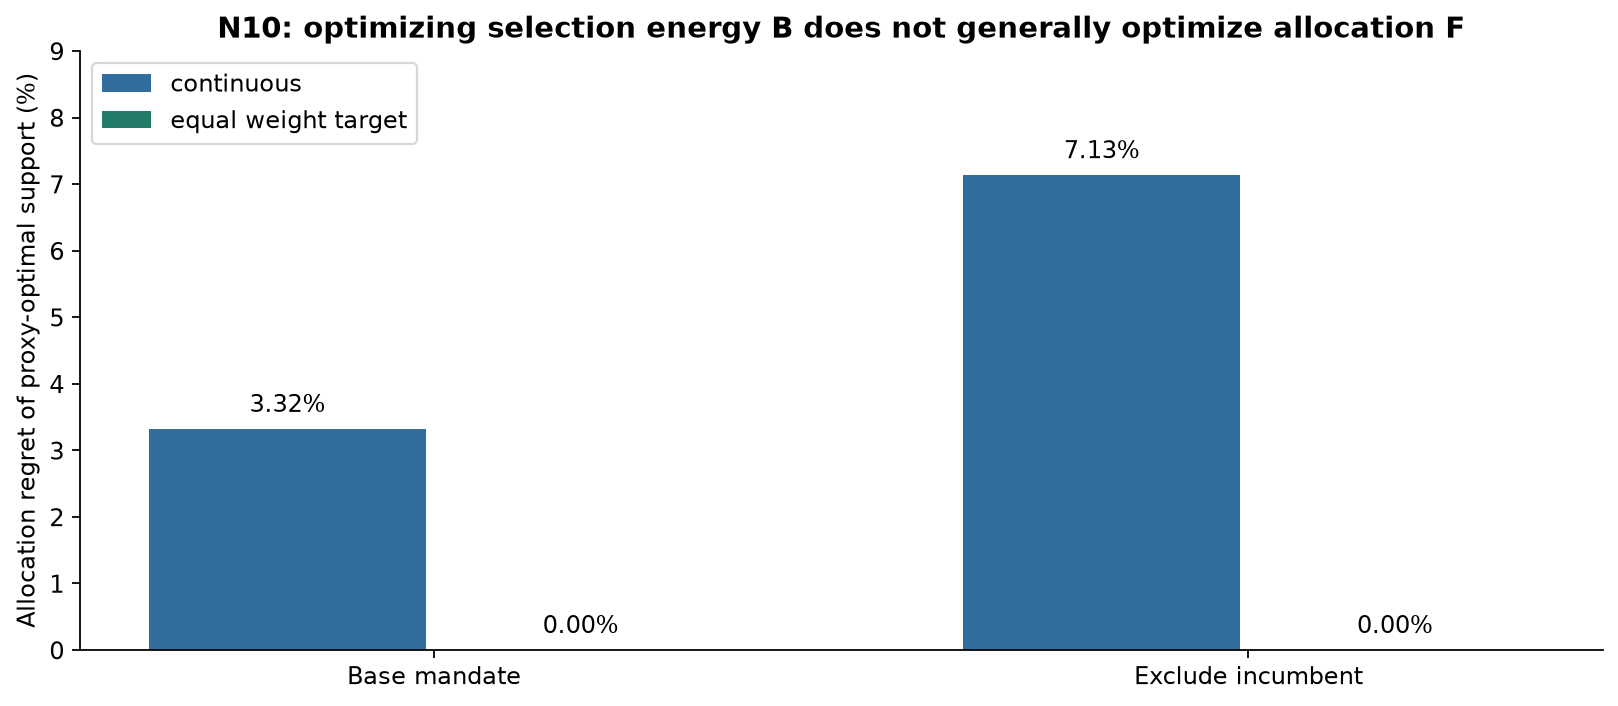 N10: optimizing selection energy B does not generally optimize allocation F
Allocation regret of proxy-optimal support (%)
9
8
7
6
5
4
3
2
1
0
continuous
equal weight target
3.32%
0.00%
7.13%
0.00%
Base mandate
Exclude incumbent